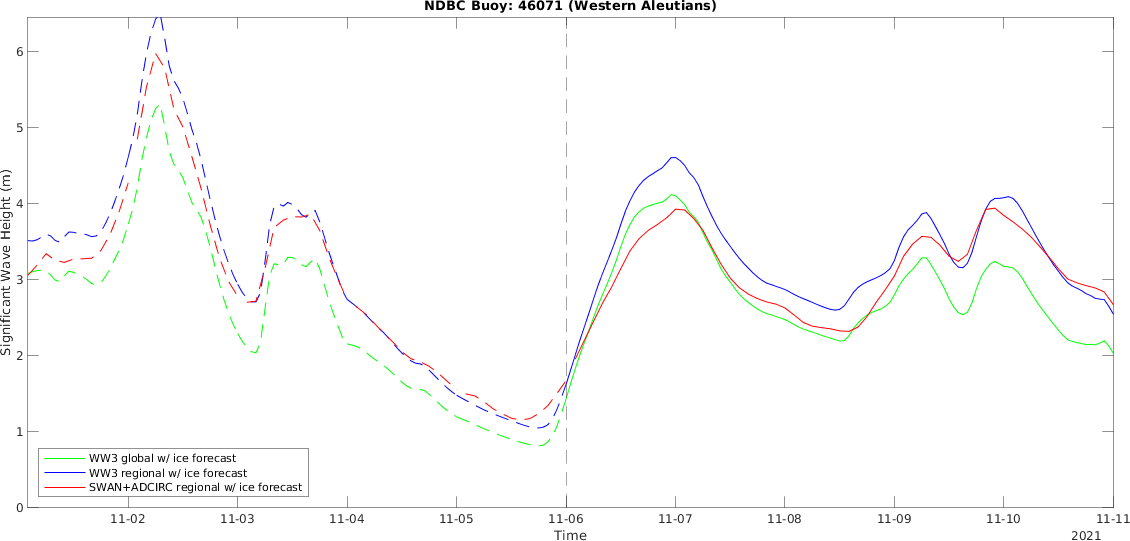 NDBC Buoy: 46071 (Western Aleutians)
Significant Wave Height (m)
6
5
4
3
2
1
0
WW3 global w/ ice forecast
WW3 regional w/ ice forecast
SWAN+ADCIRC regional w/ ice forecast
11-02 11-03 11-04 11-05 11-06 11-07 11-08 11-09 11-10 11-11
Time
2021